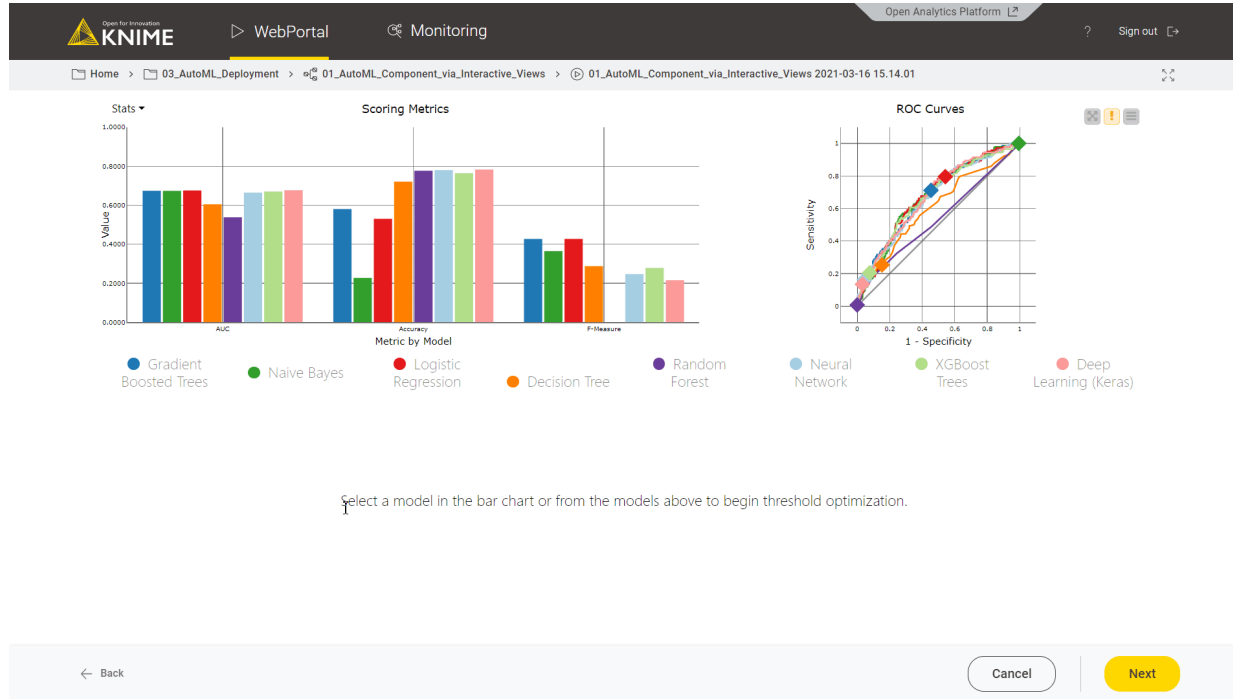 Open Analytics Platform
Open for Innovation
KNIME
WebPortal
Monitoring
?
Sign out
Home > 03_AutoML_Deployment > 01_AutoML_Component_via_Interactive_Views > 01_AutoML_Component_via_Interactive_Views 2021-03-16 15.14.01
Stats
Scoring Metrics
1.0000
0.8000
0.6000
0.4000
0.2000
0.0000
Value
AUC
Accuracy
F-Measure
Metric by Model
ROC Curves
!
1
0.8
0.6
0.4
0.2
0
Sensitivity
0 0.2 0.4 0.6 0.8 1
1 - Specificity
Gradient
Boosted Trees
Naive Bayes
Logistic
Regression
Decision Tree
Random
Forest
Neural
Network
XGBoost
Trees
Deep
Learning (Keras)
Select a model in the bar chart or from the models above to begin threshold optimization.
Back
Cancel
Next